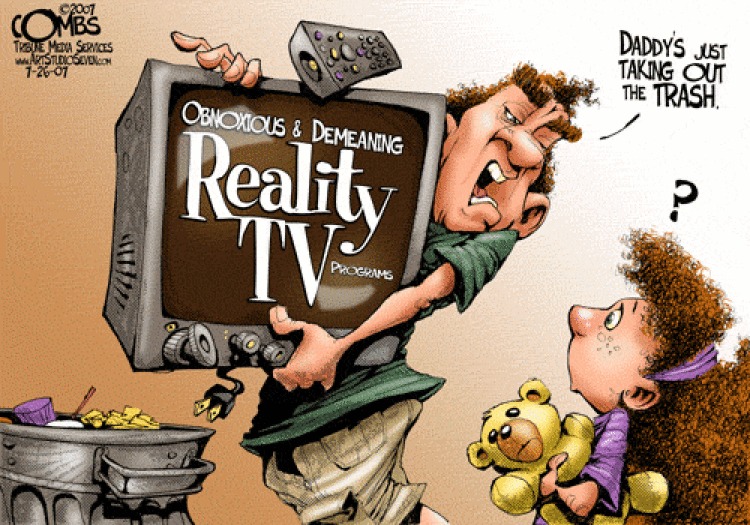 ©2007
COMBS
TRIBUNE MEDIA SERVICES
WWW.ARTSTUDIOSEVEN.COM
7-26-07
OBNOXIOUS & DEMEANING
Reality
TV
PROGRAMS
DADDY'S JUST
TAKING OUT
THE TRASH.
?